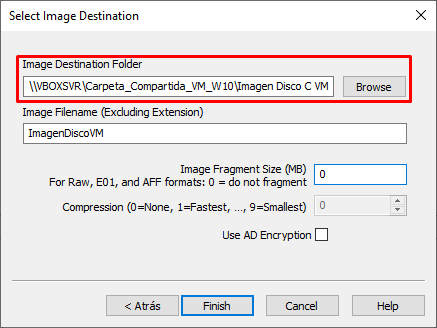 Select Image Destination
Image Destination Folder
\\VBOXSVR\Carpeta_Compartida_VM_W10\Imagen Disco C VM
Browse
Image Filename (Excluding Extension)
ImagenDiscoVM
Image Fragment Size (MB)
0
For Raw, E01, and AFF formats: 0 = do not fragment
Compression (0=None, 1=Fastest, ..., 9=Smallest)
0
Use AD Encryption
< Atrás
Finish
Cancel
Help